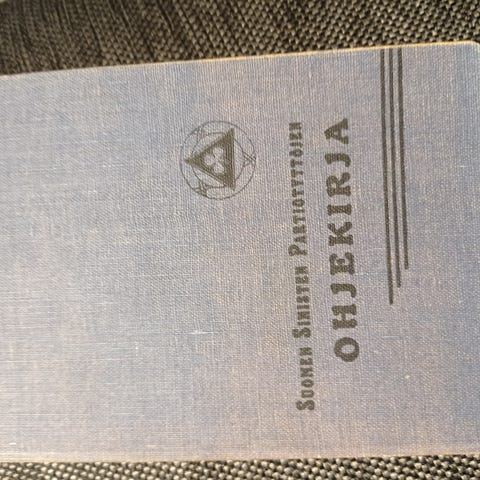 SUOMEN SINISTEN PARTIOTYTTÖJEN
OHJEKIRJA